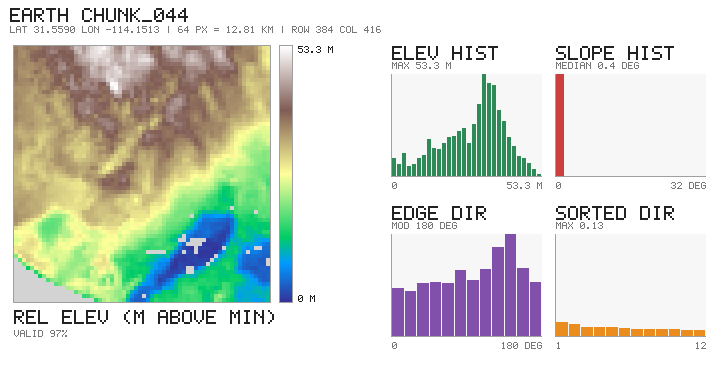 EARTH CHUNK_044
LAT 31.5590 LON -114.1513 | 64 PX = 12.81 KM | ROW 384 COL 416
53.3 M
0 M
REL ELEV (M ABOVE MIN)
VALID 97%
ELEV HIST
MAX 53.3 M
0 53.3 M
SLOPE HIST
MEDIAN 0.4 DEG
0 32 DEG
EDGE DIR
MOD 180 DEG
0 180 DEG
SORTED DIR
MAX 0.13
1 12